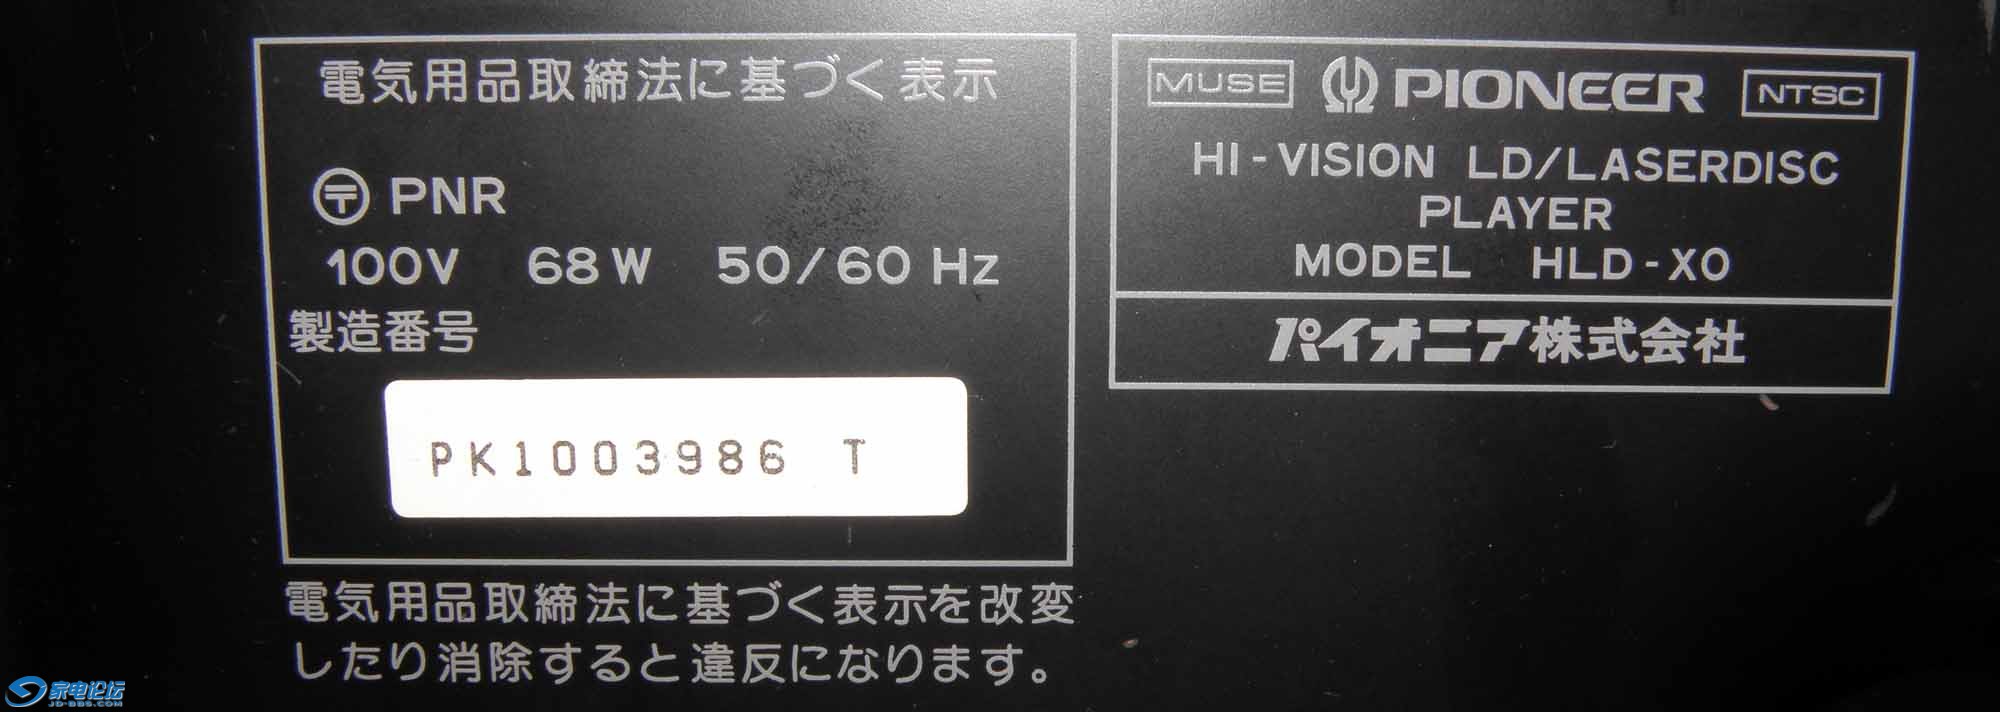 電気用品取締法に基づく表示
〒 PNR
100V 68W 50/60 Hz
製造番号
PK1003986 T
電気用品取締法に基づく表示を改変
したり消除すると違反になります。
MUSE PIONEER NTSC
HI-VISION LD/LASERDISC
PLAYER
MODEL HLD-X0
パイオニア株式会社
家电论坛
JD-BBS.COM